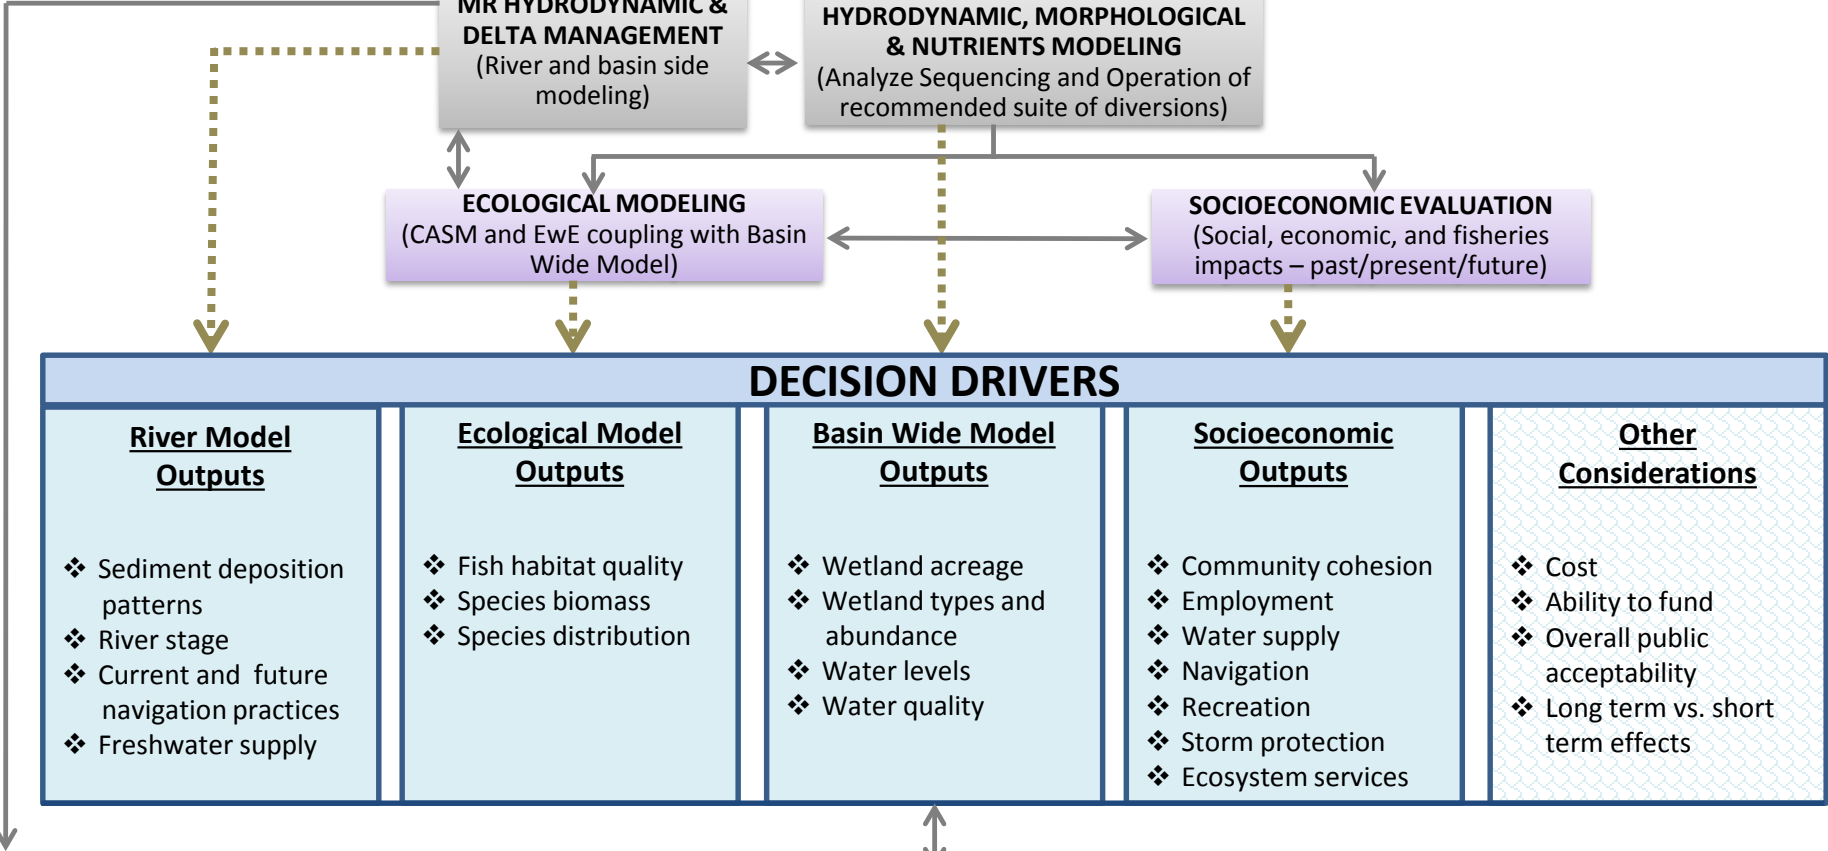 MR HYDRODYNAMIC &
DELTA MANAGEMENT
(River and basin side
modeling)
HYDRODYNAMIC, MORPHOLOGICAL
& NUTRIENTS MODELING
(Analyze Sequencing and Operation of
recommended suite of diversions)
ECOLOGICAL MODELING
(CASM and EwE coupling with Basin
Wide Model)
SOCIOECONOMIC EVALUATION
(Social, economic, and fisheries
impacts – past/present/future)
DECISION DRIVERS
River Model
Outputs
❖ Sediment deposition
patterns
❖ River stage
❖ Current and future
navigation practices
❖ Freshwater supply
Ecological Model
Outputs
❖ Fish habitat quality
❖ Species biomass
❖ Species distribution
Basin Wide Model
Outputs
❖ Wetland acreage
❖ Wetland types and
abundance
❖ Water levels
❖ Water quality
Socioeconomic
Outputs
❖ Community cohesion
❖ Employment
❖ Water supply
❖ Navigation
❖ Recreation
❖ Storm protection
❖ Ecosystem services
Other
Considerations
❖ Cost
❖ Ability to fund
❖ Overall public
acceptability
❖ Long term vs. short
term effects